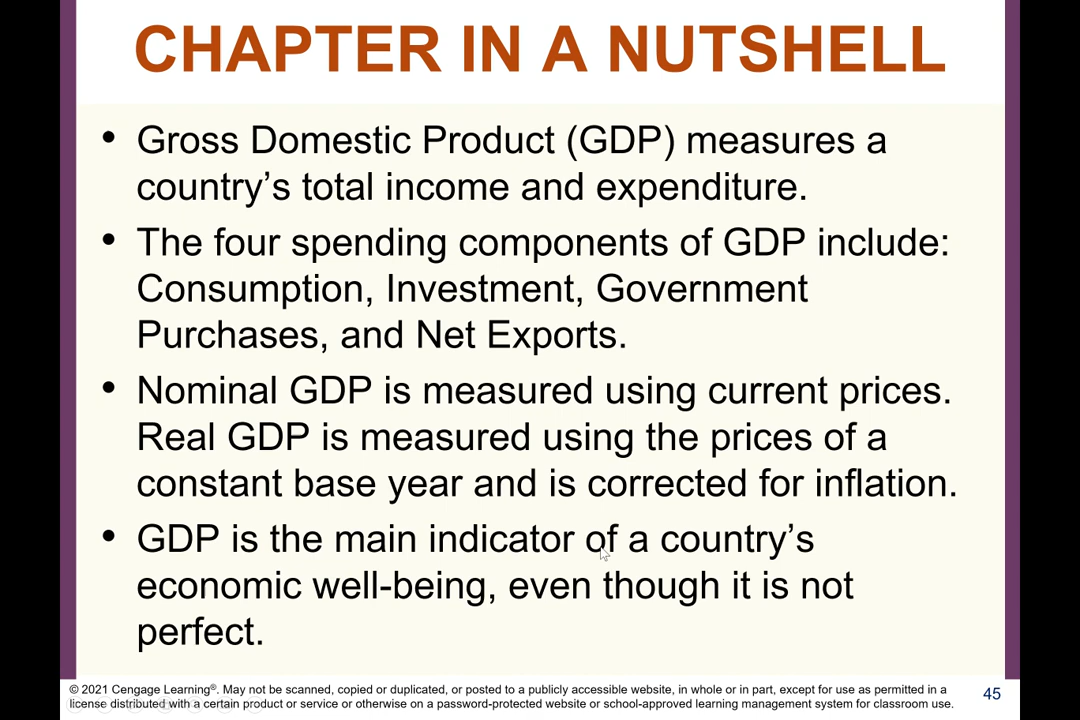 CHAPTER IN A NUTSHELL
• Gross Domestic Product (GDP) measures a
country’s total income and expenditure.
• The four spending components of GDP include:
Consumption, Investment, Government
Purchases, and Net Exports.
• Nominal GDP is measured using current prices.
Real GDP is measured using the prices of a
constant base year and is corrected for inflation.
• GDP is the main indicator of a country’s
economic well-being, even though it is not
perfect.
© 2021 Cengage Learning®. May not be scanned, copied or duplicated, or posted to a publicly accessible website, in whole or in part, except for use as permitted in a
license distributed with a certain product or service or otherwise on a password-protected website or school-approved learning management system for classroom use.
45